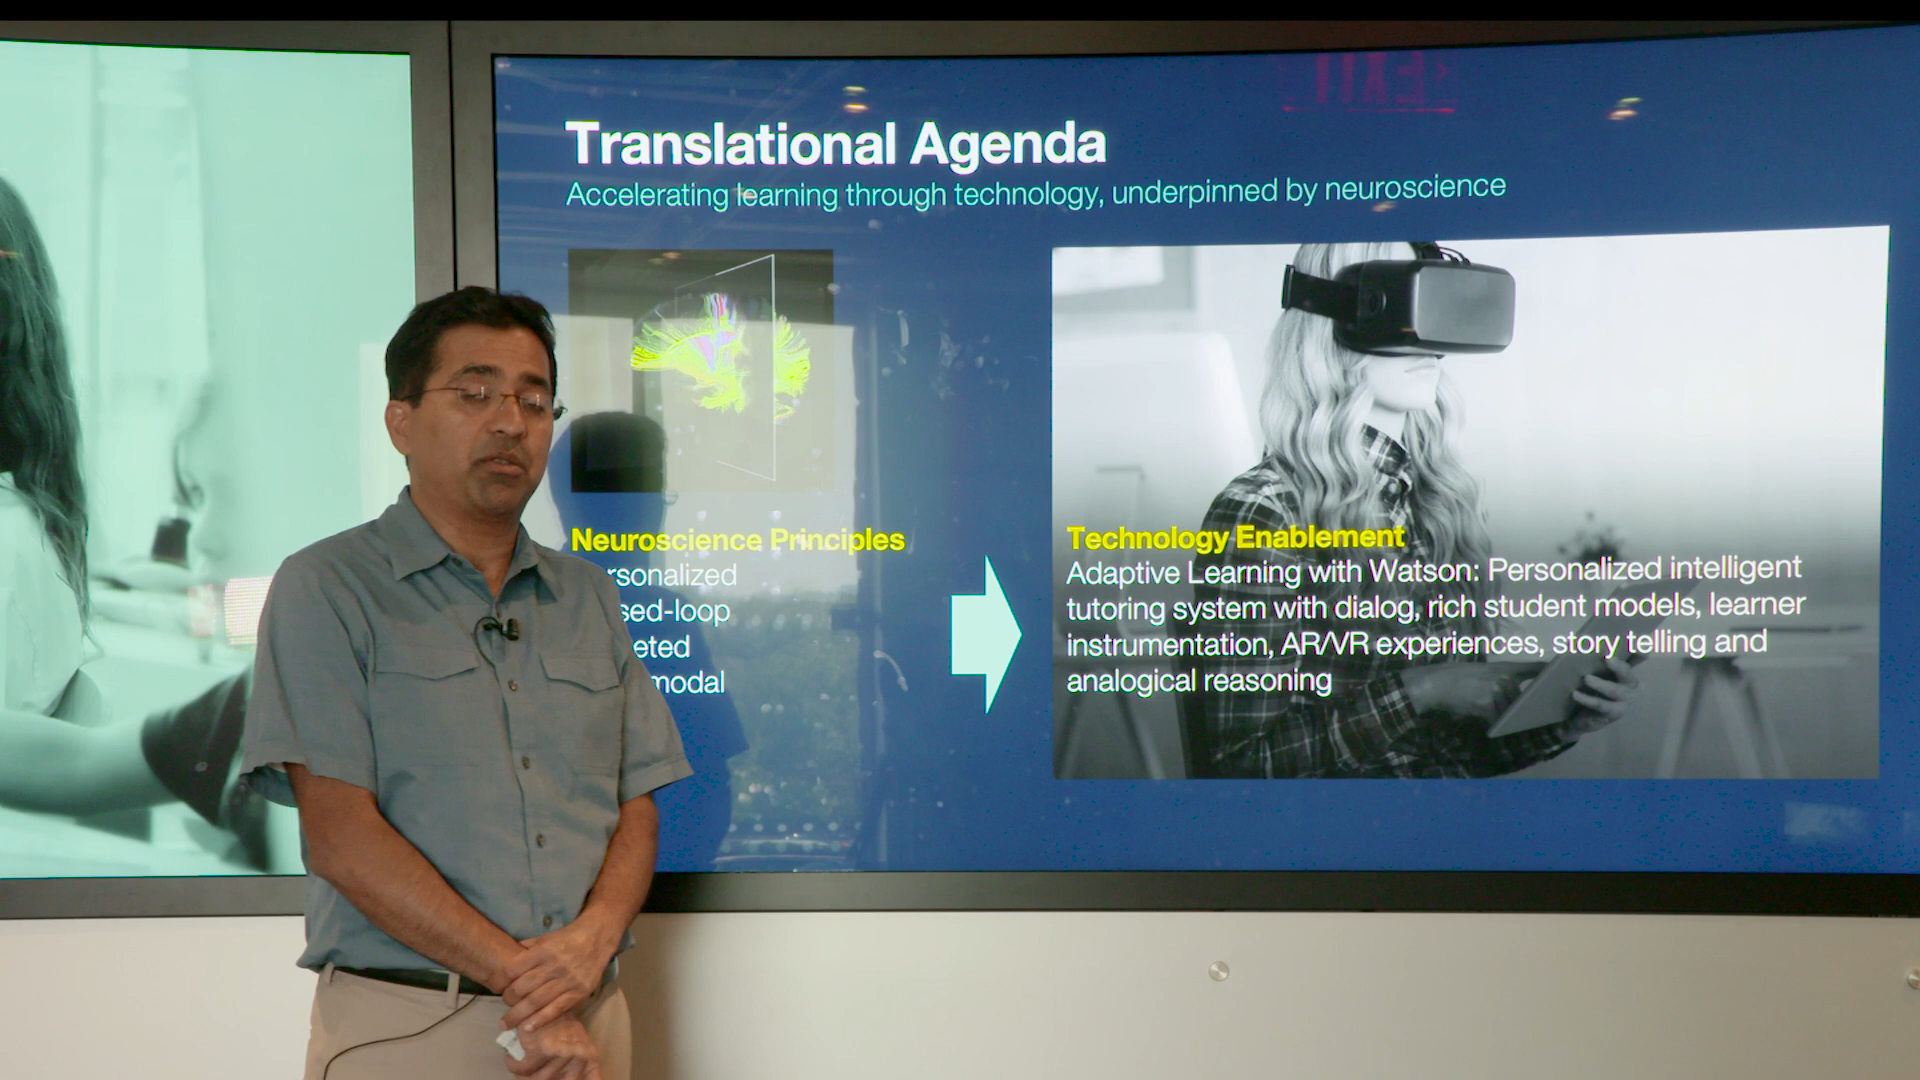 EXIT
Translational Agenda
Accelerating learning through technology, underpinned by neuroscience
Neuroscience Principles
rsonalized
sed-loop
eted
modal
Technology Enablement
Adaptive Learning with Watson: Personalized intelligent
tutoring system with dialog, rich student models, learner
instrumentation, AR/VR experiences, story telling and
analogical reasoning